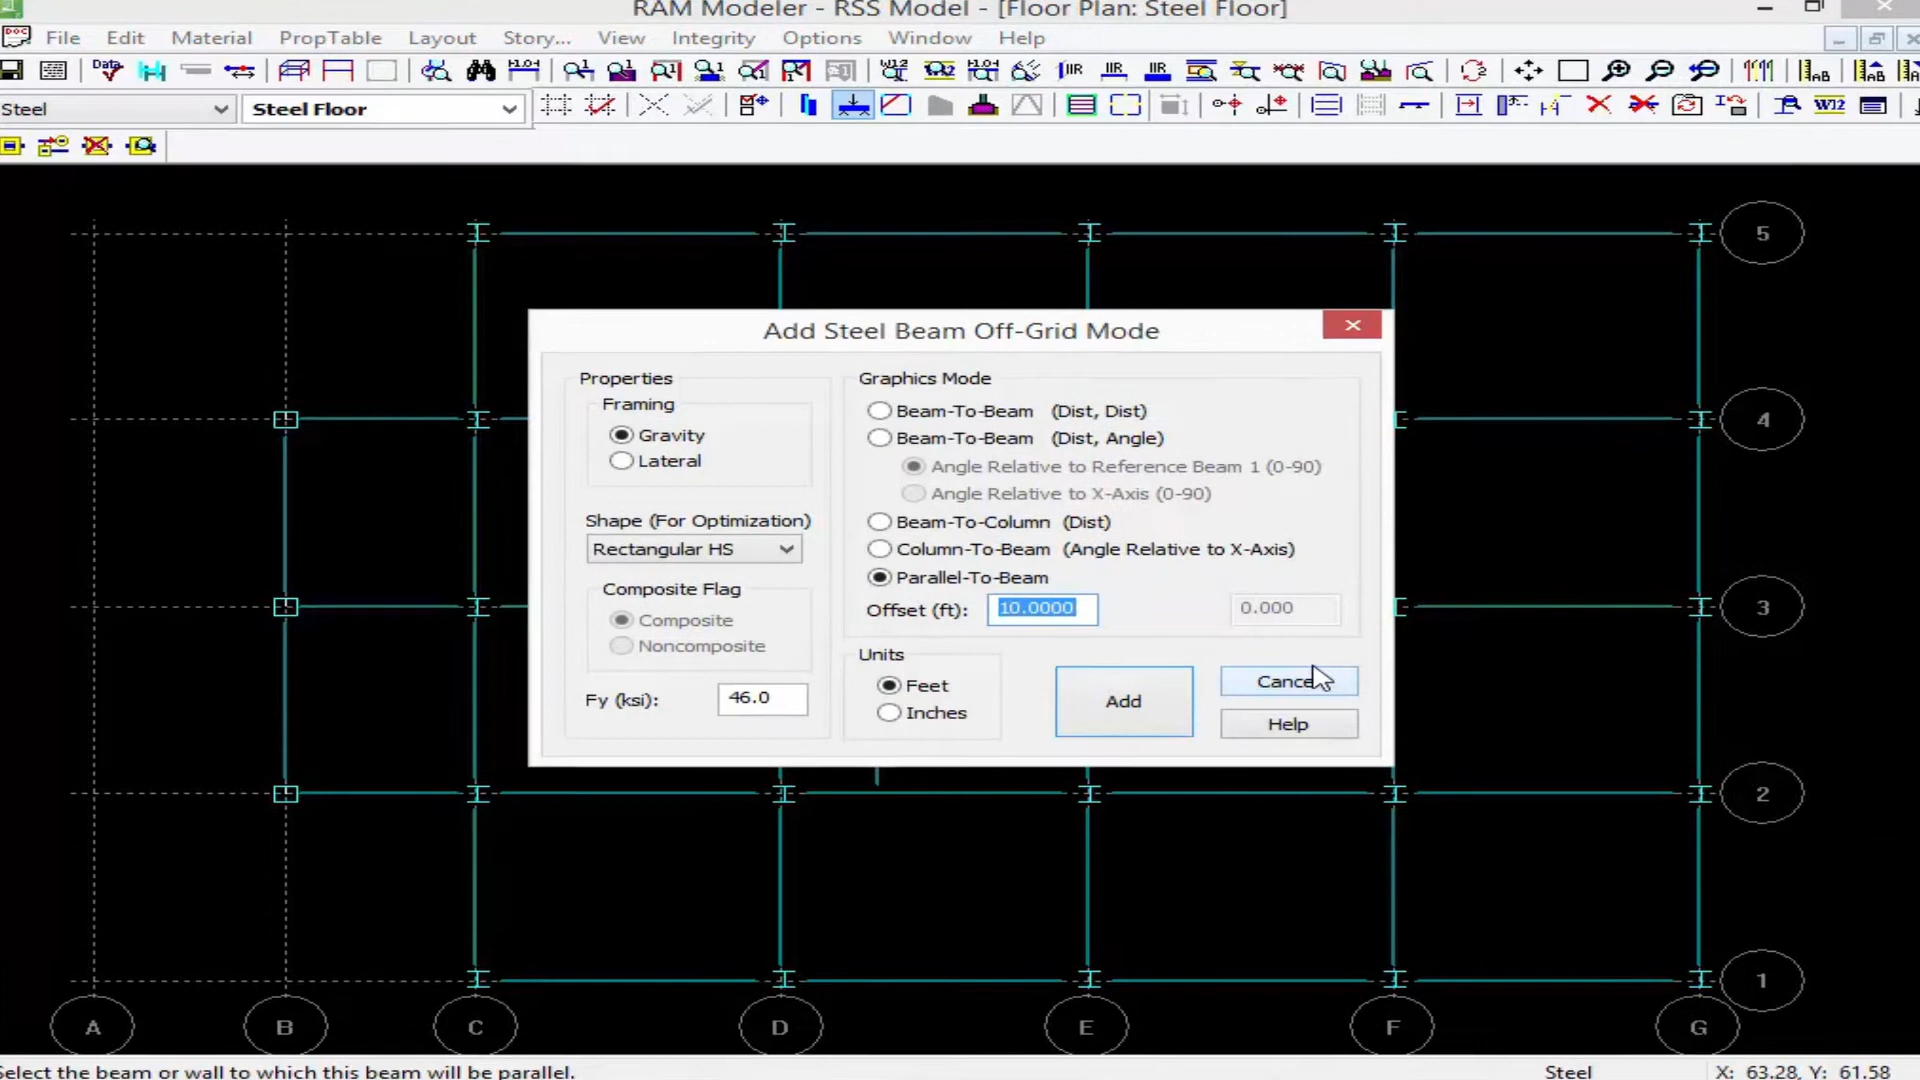 RAM Modeler - RSS Model - [Floor Plan: Steel Floor]
File Edit Material PropTable Layout Story... View Integrity Options Window Help
Steel Steel Floor
Add Steel Beam Off-Grid Mode
Properties
Framing
Gravity
Lateral
Shape (For Optimization)
Rectangular HS
Composite Flag
Composite
Noncomposite
Fy (ksi): 46.0
Graphics Mode
Beam-To-Beam (Dist, Dist)
Beam-To-Beam (Dist, Angle)
Angle Relative to Reference Beam 1 (0-90)
Angle Relative to X-Axis (0-90)
Beam-To-Column (Dist)
Column-To-Beam (Angle Relative to X-Axis)
Parallel-To-Beam
Offset (ft): 10.0000 0.000
Units
Feet
Inches
Add
Cance
Help
5
4
3
2
1
A B C D E F G
Select the beam or wall to which this beam will be parallel. Steel X: 63.28, Y: 61.58